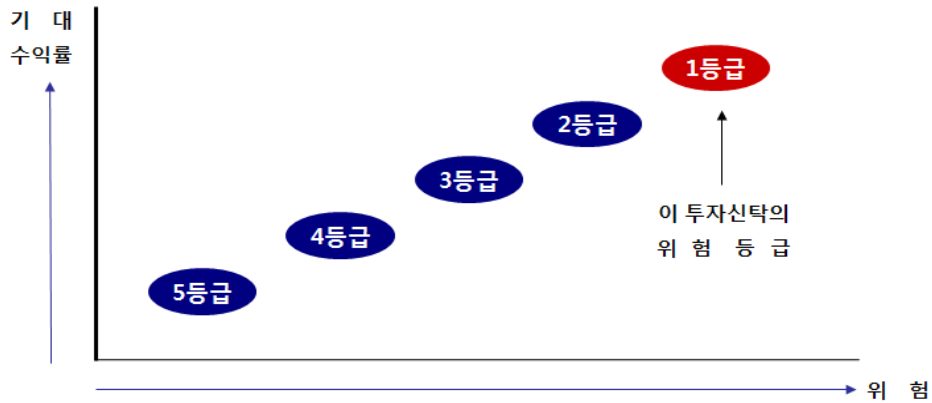 기 대
수익률
1등급
2등급
3등급
4등급
5등급
이 투자신탁의
위 험 등 급
위 험